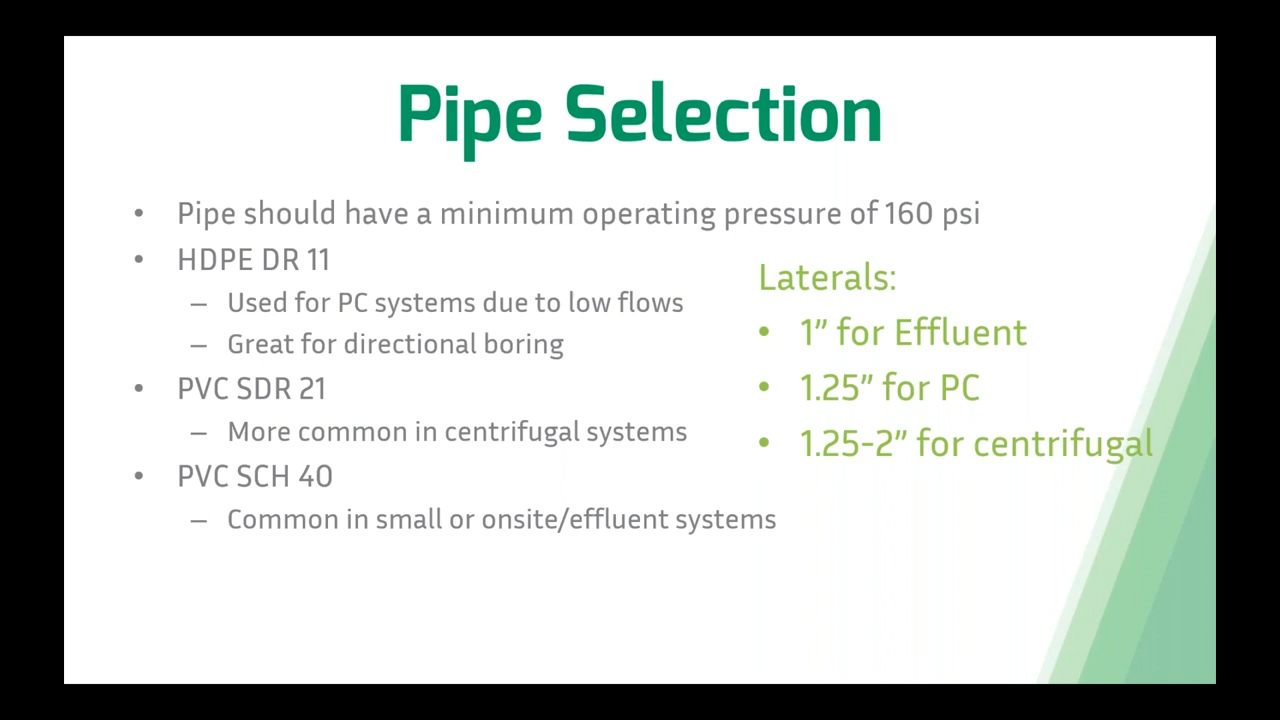 Pipe Selection
• Pipe should have a minimum operating pressure of 160 psi
• HDPE DR 11
– Used for PC systems due to low flows
– Great for directional boring
• PVC SDR 21
– More common in centrifugal systems
• PVC SCH 40
– Common in small or onsite/effluent systems
Laterals:
• 1” for Effluent
• 1.25” for PC
• 1.25-2” for centrifugal